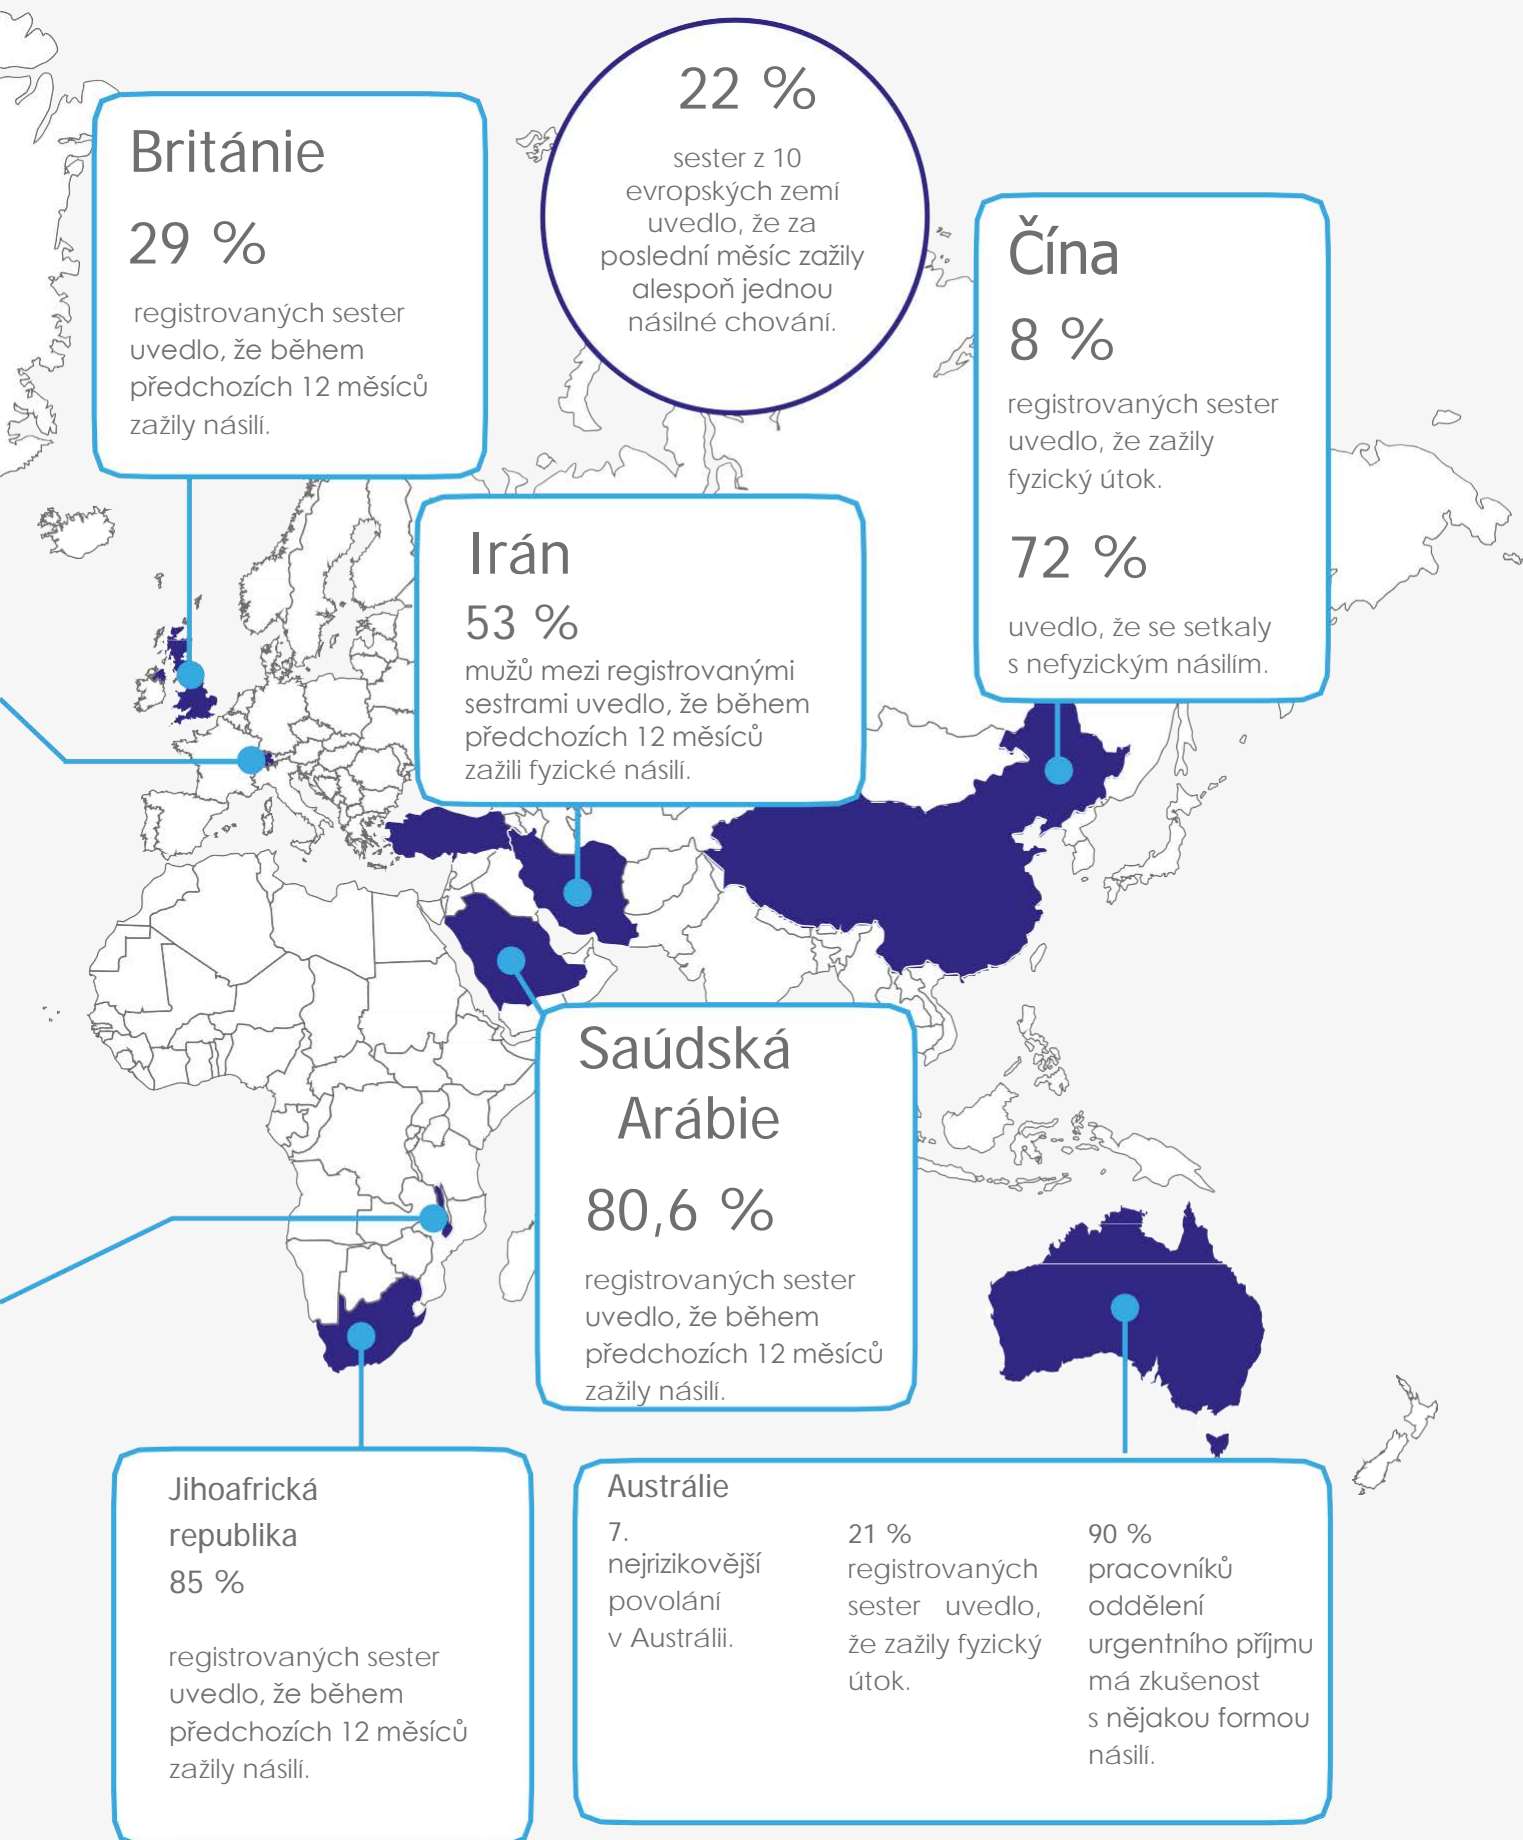 Británie
29 %
registrovaných sester
uvedlo, že během
předchozích 12 měsíců
zažily násilí.
22 %
sester z 10
evropských zemí
uvedlo, že za
poslední měsíc zažily
alespoň jednou
násilné chování.
Čína
8 %
registrovaných sester
uvedlo, že zažily
fyzický útok.
72 %
uvedlo, že se setkaly
s nefyzickým násilím.
Irán
53 %
mužů mezi registrovanými
sestrami uvedlo, že během
předchozích 12 měsíců
zažili fyzické násilí.
Saúdská
Arábie
80,6 %
registrovaných sester
uvedlo, že během
předchozích 12 měsíců
zažily násilí.
Jihoafrická
republika
85 %
registrovaných sester
uvedlo, že během
předchozích 12 měsíců
zažily násilí.
Austrálie
7.
nejrizikovější
povolání
v Austrálii.
21 %
registrovaných
sester uvedlo,
že zažily fyzický
útok.
90 %
pracovníků
oddělení
urgentního příjmu
má zkušenost
s nějakou formou
násilí.